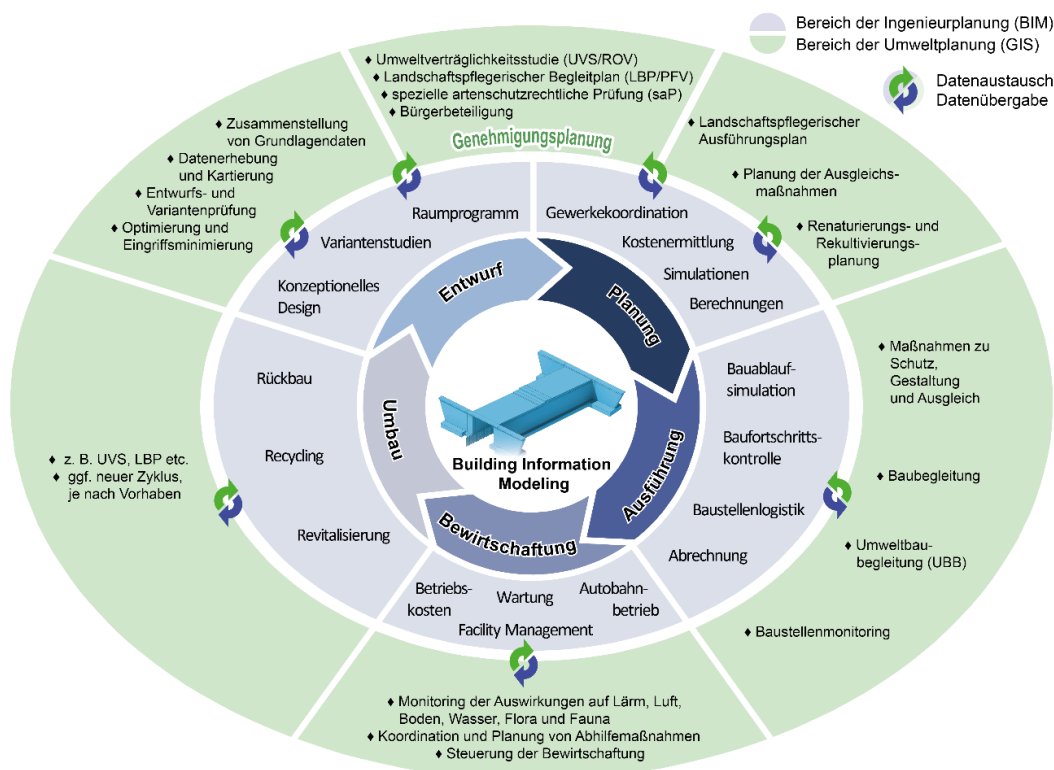 Bereich der Ingenieurplanung (BIM)
Bereich der Umweltplanung (GIS)
Datenaustausch
Datenübergabe
♦ Umweltverträglichkeitsstudie (UVS/ROV)
♦ Landschaftspflegerischer Begleitplan (LBP/PFV)
♦ spezielle artenschutzrechtliche Prüfung (saP)
♦ Bürgerbeteiligung
Genehmigungsplanung
♦ Zusammenstellung
von Grundlagendaten
♦ Datenerhebung
und Kartierung
♦ Entwurfs- und
Variantenprüfung
♦ Optimierung und
Eingriffsminimierung
♦ Landschaftspflegerischer
Ausführungsplan
♦ Planung der Ausgleichs-
maßnahmen
♦ Renaturierungs- und
Rekultivierungs-
planung
Raumprogramm
Variantenstudien
Konzeptionelles
Design
Gewerkekoordination
Kostenermittlung
Simulationen
Berechnungen
Entwurf
Planung
Ausführung
Bewirtschaftung
Umbau
Building Information
Modeling
Rückbau
Recycling
Revitalisierung
Bauablauf-
simulation
Baufortschritts-
kontrolle
Baustellenlogistik
Abrechnung
♦ Maßnahmen zu
Schutz,
Gestaltung
und Ausgleich
♦ Baubegleitung
♦ Umweltbau-
begleitung (UBB)
♦ Baustellenmonitoring
♦ z. B. UVS, LBP etc.
♦ ggf. neuer Zyklus,
je nach Vorhaben
Betriebs-
kosten
Wartung
Autobahn-
betrieb
Facility Management
♦ Monitoring der Auswirkungen auf Lärm, Luft,
Boden, Wasser, Flora und Fauna
♦ Koordination und Planung von Abhilfemaßnahmen
♦ Steuerung der Bewirtschaftung